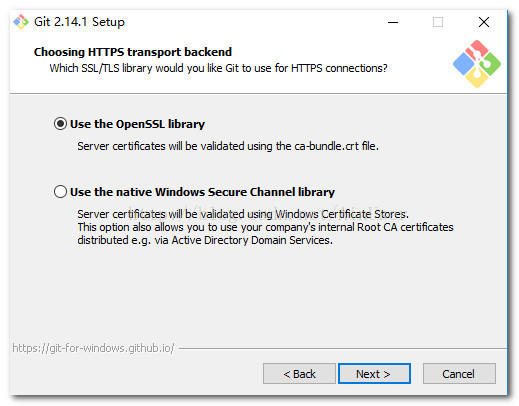 Git 2.14.1 Setup
Choosing HTTPS transport backend
Which SSL/TLS library would you like Git to use for HTTPS connections?
Use the OpenSSL library
Server certificates will be validated using the ca-bundle.crt file.
Use the native Windows Secure Channel library
Server certificates will be validated using Windows Certificate Stores.
This option also allows you to use your company's internal Root CA certificates
distributed e.g. via Active Directory Domain Services.
https://git-for-windows.github.io/
< Back
Next >
Cancel